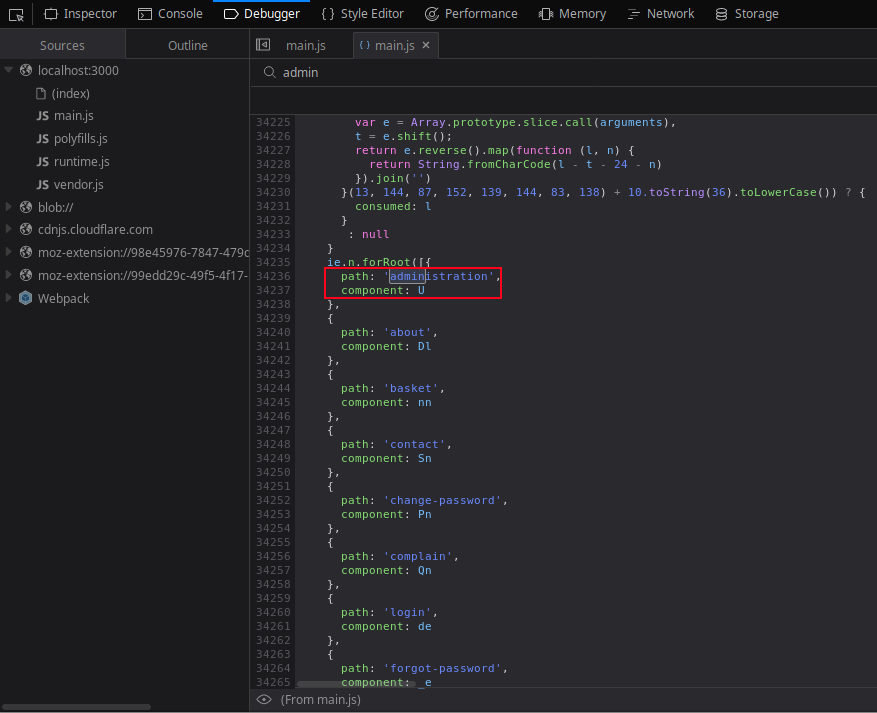 Inspector Console Debugger { } Style Editor Performance Memory Network Storage
Sources Outline main.js { } main.js ×
localhost:3000
(index)
JS main.js
JS polyfills.js
JS runtime.js
JS vendor.js
blob://
cdnjs.cloudflare.com
moz-extension://98e45976-7847-479c
moz-extension://99edd29c-49f5-4f17-
Webpack
admin
34225 var e = Array.prototype.slice.call(arguments),
34226 t = e.shift();
34227 return e.reverse().map(function (l, n) {
34228 return String.fromCharCode(l - t - 24 - n)
34229 }).join('')
34230 }(13, 144, 87, 152, 139, 144, 83, 138) + 10.toString(36).toLowerCase()) ? {
34231 consumed: l
34232 }
34233 : null
34234 }
34235 ie.n.forRoot([{
34236 path: 'administration',
34237 component: U
34238 },
34239 {
34240 path: 'about',
34241 component: Dl
34242 },
34243 {
34244 path: 'basket',
34245 component: nn
34246 },
34247 {
34248 path: 'contact',
34249 component: Sn
34250 },
34251 {
34252 path: 'change-password',
34253 component: Pn
34254 },
34255 {
34256 path: 'complain',
34257 component: Qn
34258 },
34259 {
34260 path: 'login',
34261 component: de
34262 },
34263 {
34264 path: 'forgot-password',
34265 component: _e
(From main.js)